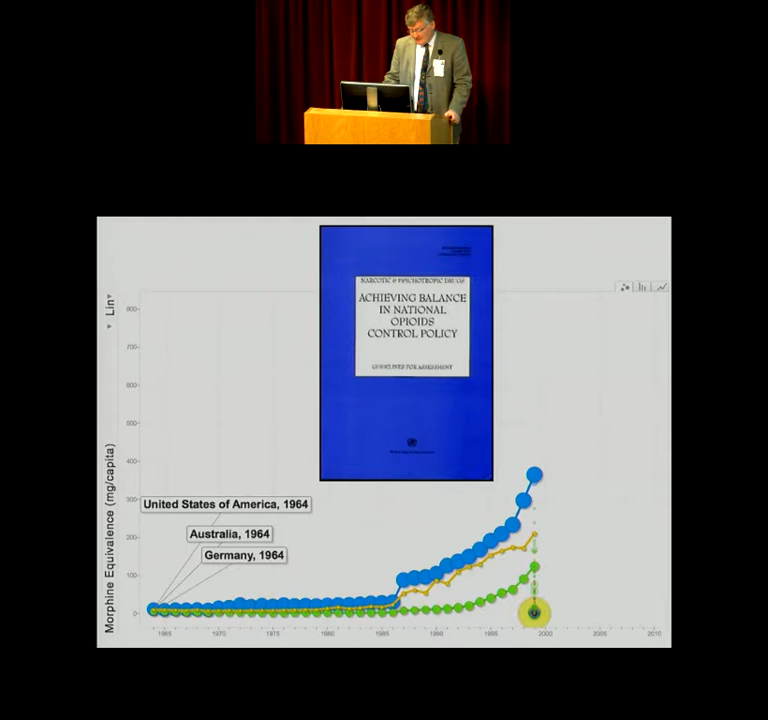 NARCOTIC & PSYCHOTROPIC DRUGS
ACHIEVING BALANCE
IN NATIONAL
OPIOIDS
CONTROL POLICY
GUIDELINES FOR ASSESSMENT
Lin
800
700
600
500
400
300
200
100
0
Morphine Equivalence (mg/capita)
United States of America, 1964
Australia, 1964
Germany, 1964
1965
1970
1975
1980
1985
1990
1995
2000
2005
2010